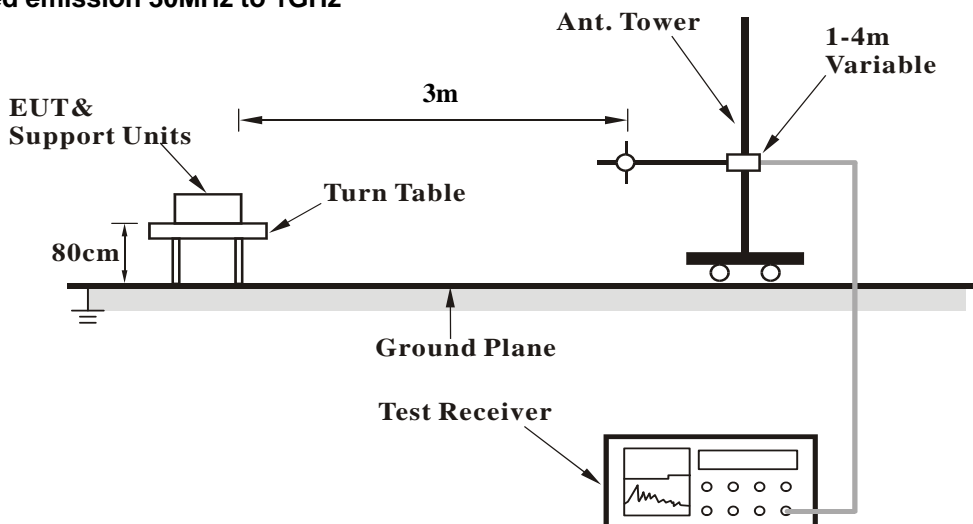 emission 30MHz to 1GHz
Ant. Tower
1-4m
Variable
3m
EUT&
Support Units
Turn Table
80cm
Ground Plane
Test Receiver